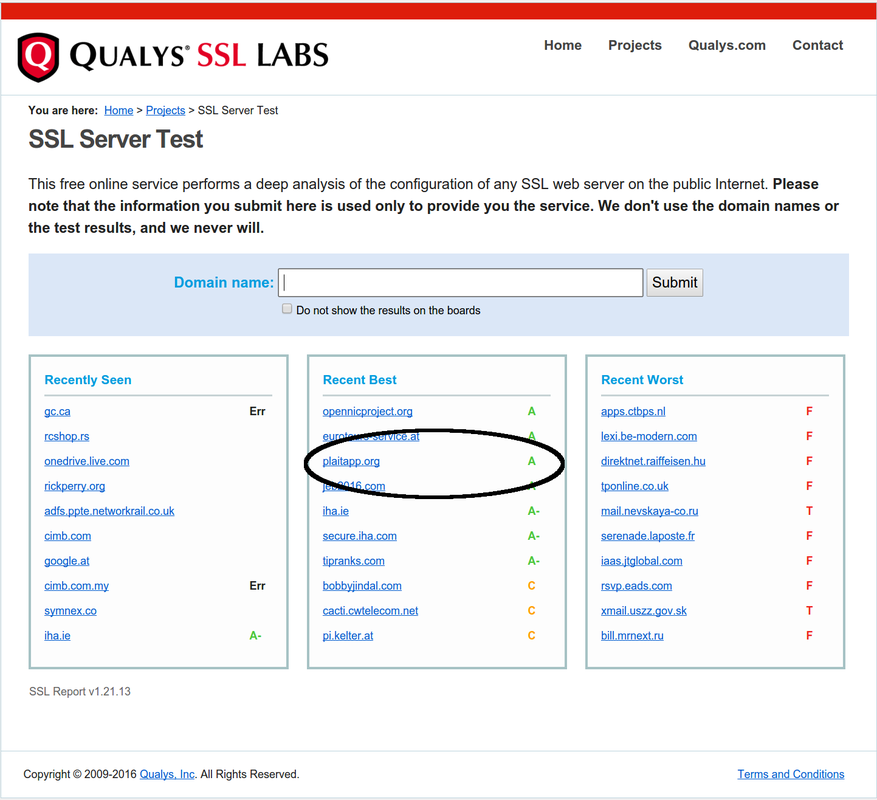 Q QUALYS® SSL LABS
Home Projects Qualys.com Contact
You are here: Home > Projects > SSL Server Test
SSL Server Test
This free online service performs a deep analysis of the configuration of any SSL web server on the public Internet. Please
note that the information you submit here is used only to provide you the service. We don't use the domain names or
the test results, and we never will.
Domain name: Submit
Do not show the results on the boards
Recently Seen
gc.ca Err
rcshop.rs
onedrive.live.com
rickperry.org
adfs.ppte.networkrail.co.uk
cimb.com
google.at
cimb.com.my Err
symnex.co
iha.ie A-
Recent Best
opennicproject.org A
eurotours-service.at A
plaitapp.org A
jeb2016.com
iha.ie A-
secure.iha.com A-
tipranks.com A-
bobbyjindal.com C
cacti.cwtelecom.net C
pi.kelter.at C
Recent Worst
apps.ctbps.nl F
lexi.be-modern.com F
direktnet.raiffeisen.hu F
tponline.co.uk F
mail.nevskaya-co.ru T
serenade.laposte.fr F
iaas.jtglobal.com F
rsvp.eads.com F
xmail.uszz.gov.sk T
bill.mrnext.ru F
SSL Report v1.21.13
Copyright © 2009-2016 Qualys, Inc. All Rights Reserved.
Terms and Conditions